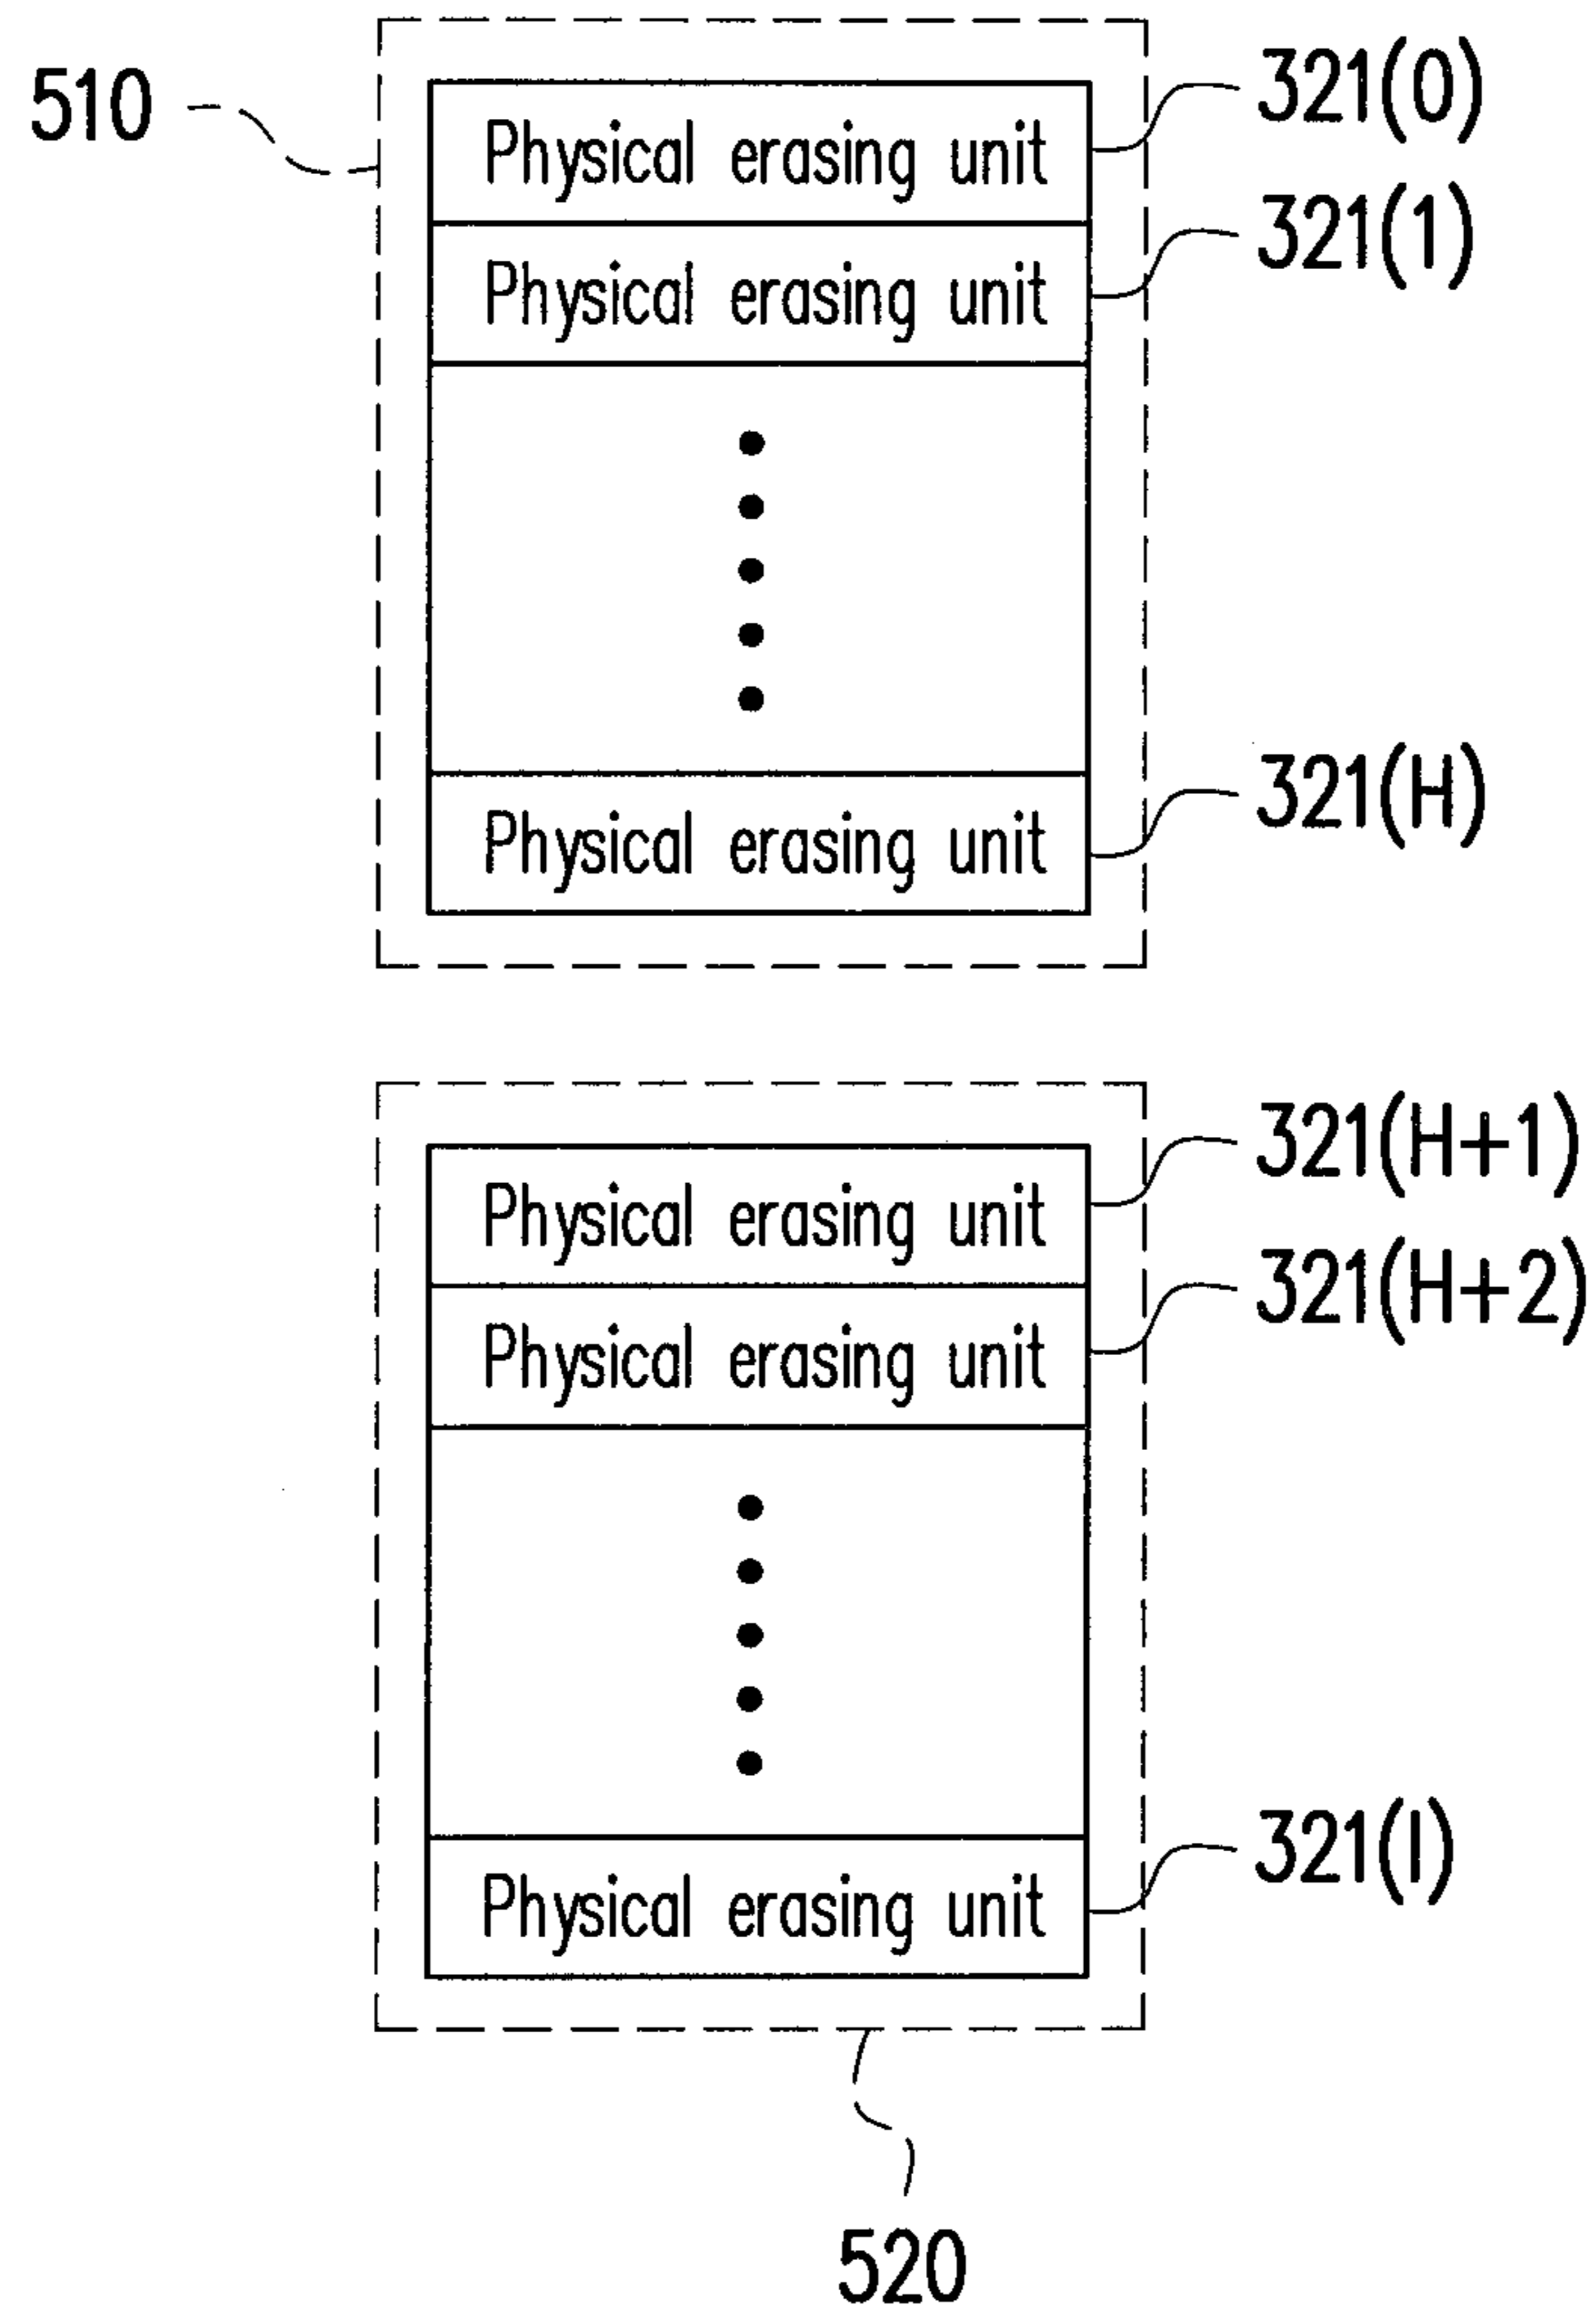 510
Physical erasing unit 321(0)
Physical erasing unit 321(1)
Physical erasing unit 321(H)
Physical erasing unit 321(H+1)
Physical erasing unit 321(H+2)
Physical erasing unit 321(I)
520